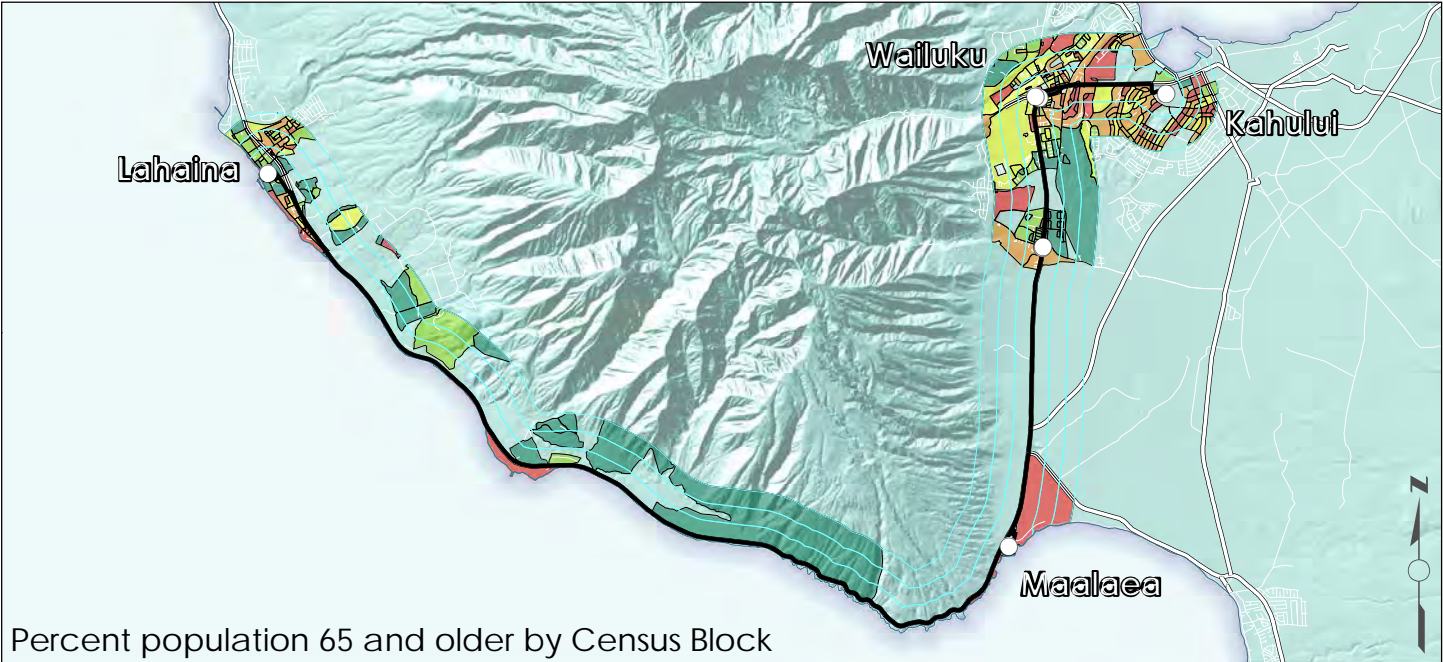 Wailuku
Kahului
Lahaina
N
Maalaea
Percent population 65 and older by Census Block